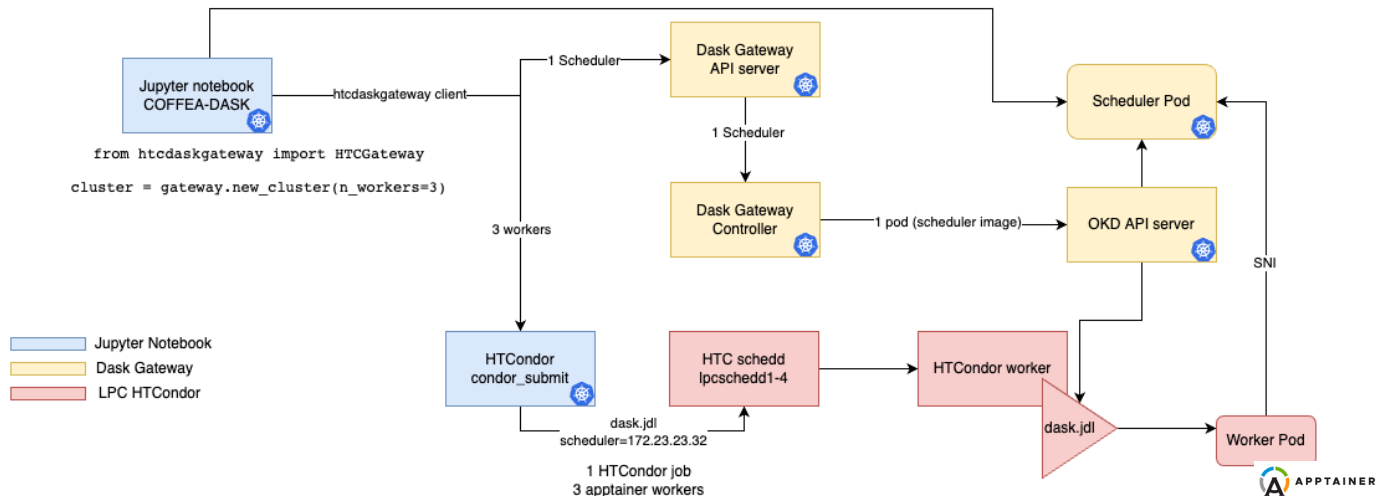 Jupyter notebook
COFFEA-DASK
htcdaskgateway client
from htcdaskgateway import HTCGateway
cluster = gateway.new_cluster(n_workers=3)
1 Scheduler
Dask Gateway
API server
1 Scheduler
Dask Gateway
Controller
1 pod (scheduler image)
Scheduler Pod
OKD API server
SNI
3 workers
Jupyter Notebook
Dask Gateway
LPC HTCondor
HTCondor
condor_submit
dask.jdl
scheduler=172.23.23.32
1 HTCondor job
3 apptainer workers
HTC schedd
lpcschedd1-4
HTCondor worker
dask.jdl
Worker Pod
APPTAINER